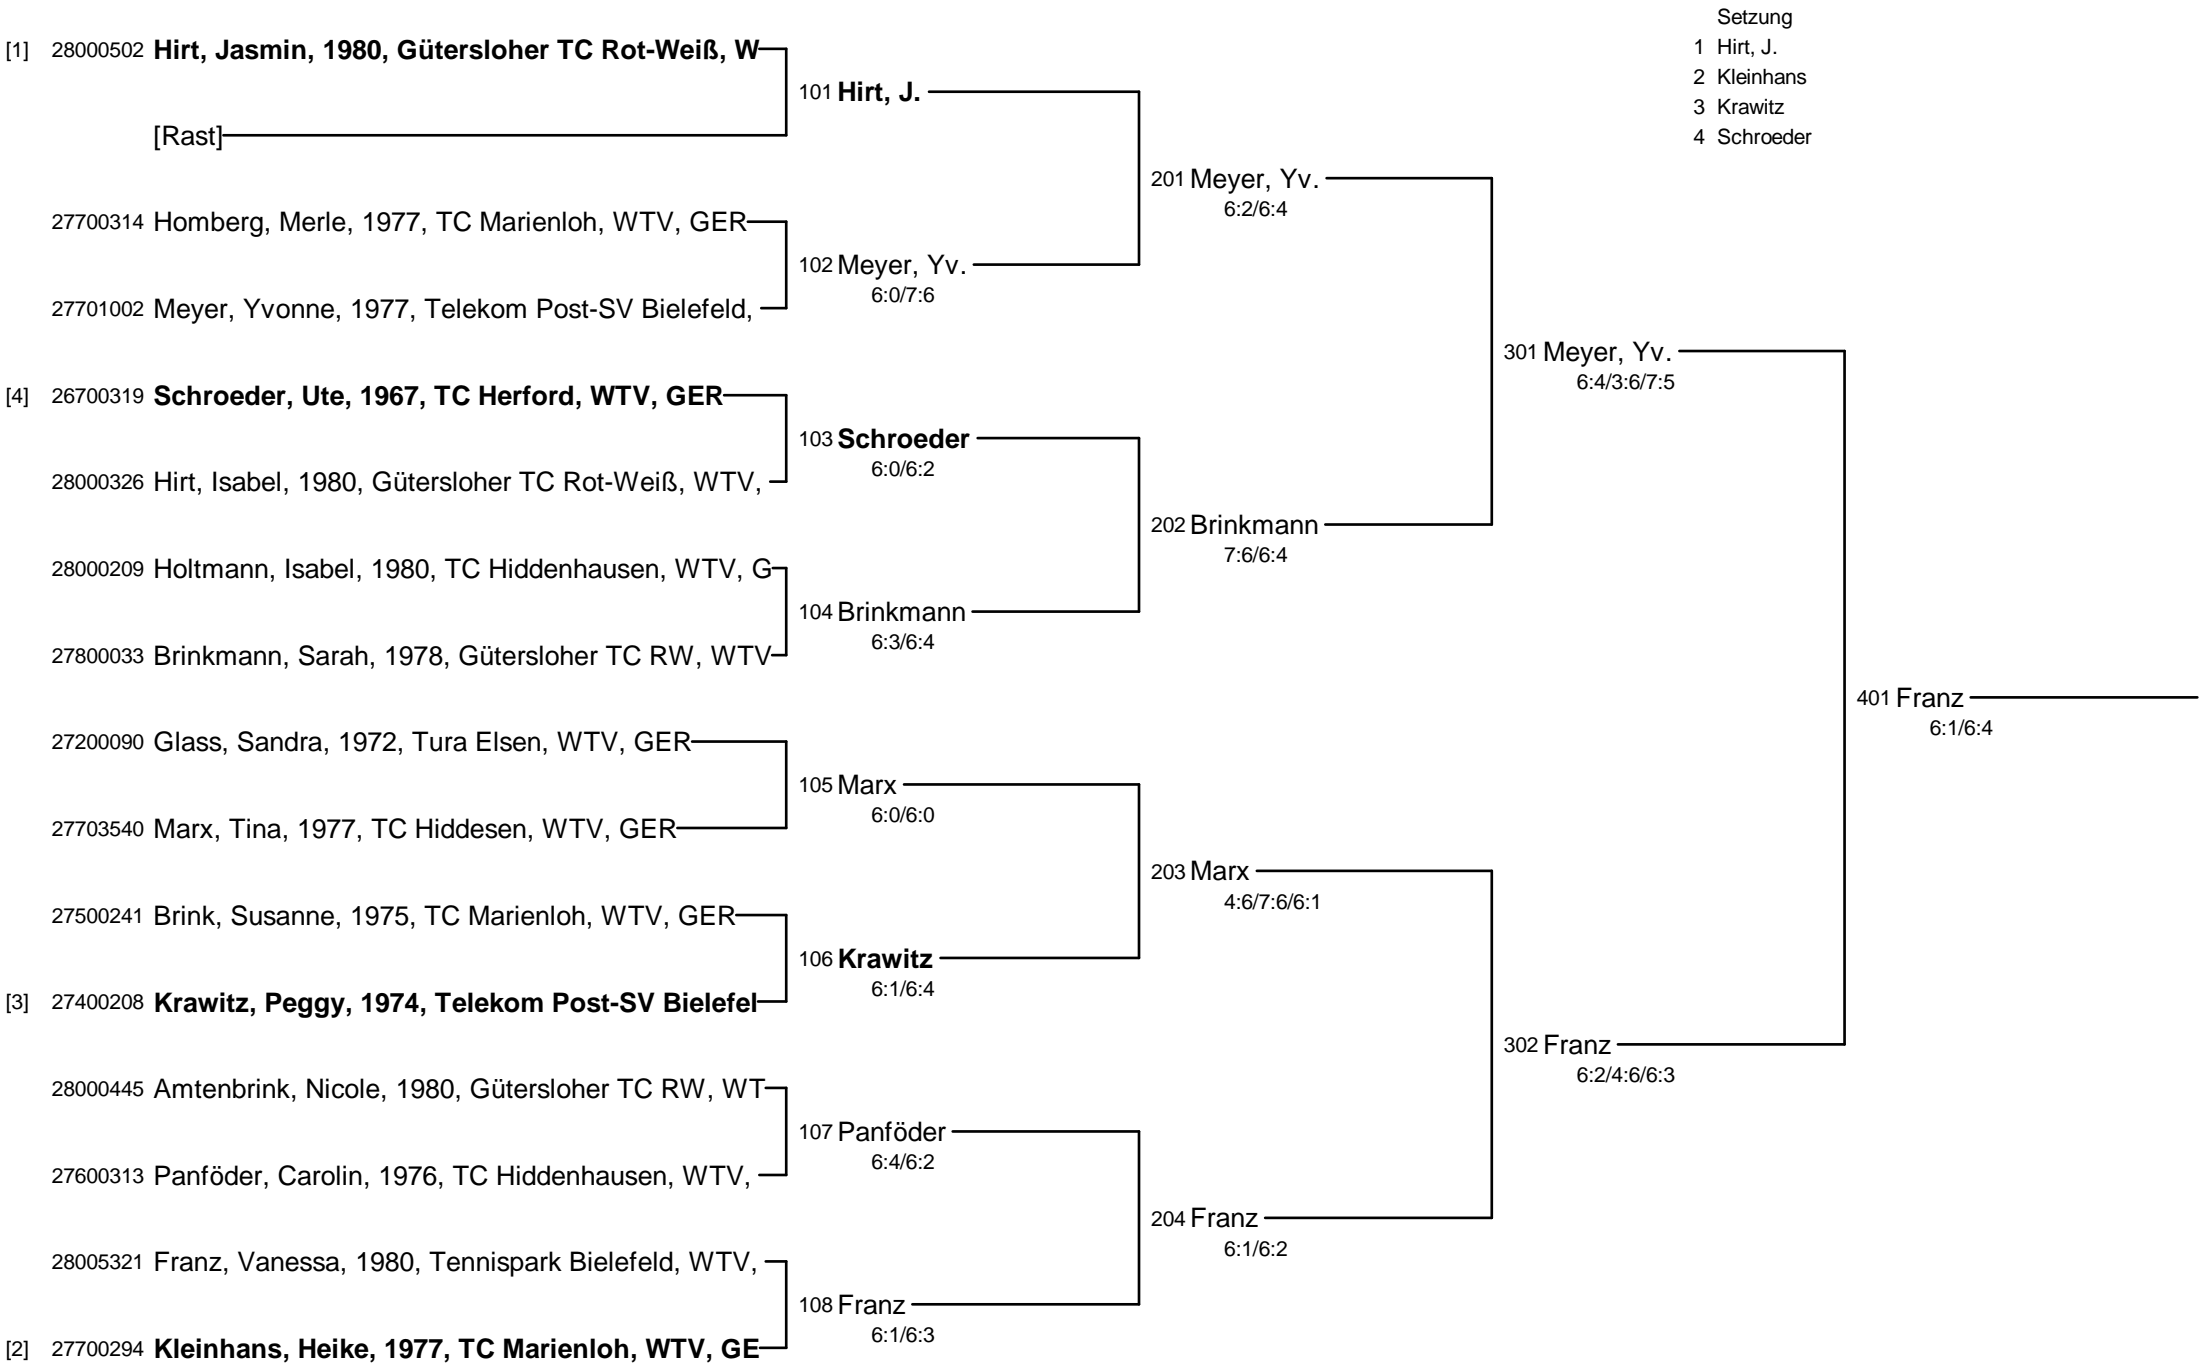 Setzung
1 Hirt, J.
2 Kleinhans
3 Krawitz
4 Schroeder
[1] 28000502 Hirt, Jasmin, 1980, Gütersloher TC Rot-Weiß, W
101 Hirt, J.
[Rast]
201 Meyer, Yv.
6:2/6:4
27700314 Homberg, Merle, 1977, TC Marienloh, WTV, GER
102 Meyer, Yv.
6:0/7:6
27701002 Meyer, Yvonne, 1977, Telekom Post-SV Bielefeld,
301 Meyer, Yv.
6:4/3:6/7:5
[4] 26700319 Schroeder, Ute, 1967, TC Herford, WTV, GER
103 Schroeder
6:0/6:2
28000326 Hirt, Isabel, 1980, Gütersloher TC Rot-Weiß, WTV,
202 Brinkmann
7:6/6:4
28000209 Holtmann, Isabel, 1980, TC Hiddenhausen, WTV, G
104 Brinkmann
6:3/6:4
27800033 Brinkmann, Sarah, 1978, Gütersloher TC RW, WTV
401 Franz
6:1/6:4
27200090 Glass, Sandra, 1972, Tura Elsen, WTV, GER
105 Marx
6:0/6:0
27703540 Marx, Tina, 1977, TC Hiddesen, WTV, GER
203 Marx
4:6/7:6/6:1
27500241 Brink, Susanne, 1975, TC Marienloh, WTV, GER
106 Krawitz
6:1/6:4
[3] 27400208 Krawitz, Peggy, 1974, Telekom Post-SV Bielefel
302 Franz
6:2/4:6/6:3
28000445 Amtenbrink, Nicole, 1980, Gütersloher TC RW, WT
107 Panföder
6:4/6:2
27600313 Panföder, Carolin, 1976, TC Hiddenhausen, WTV,
204 Franz
6:1/6:2
28005321 Franz, Vanessa, 1980, Tennispark Bielefeld, WTV,
108 Franz
6:1/6:3
[2] 27700294 Kleinhans, Heike, 1977, TC Marienloh, WTV, GE